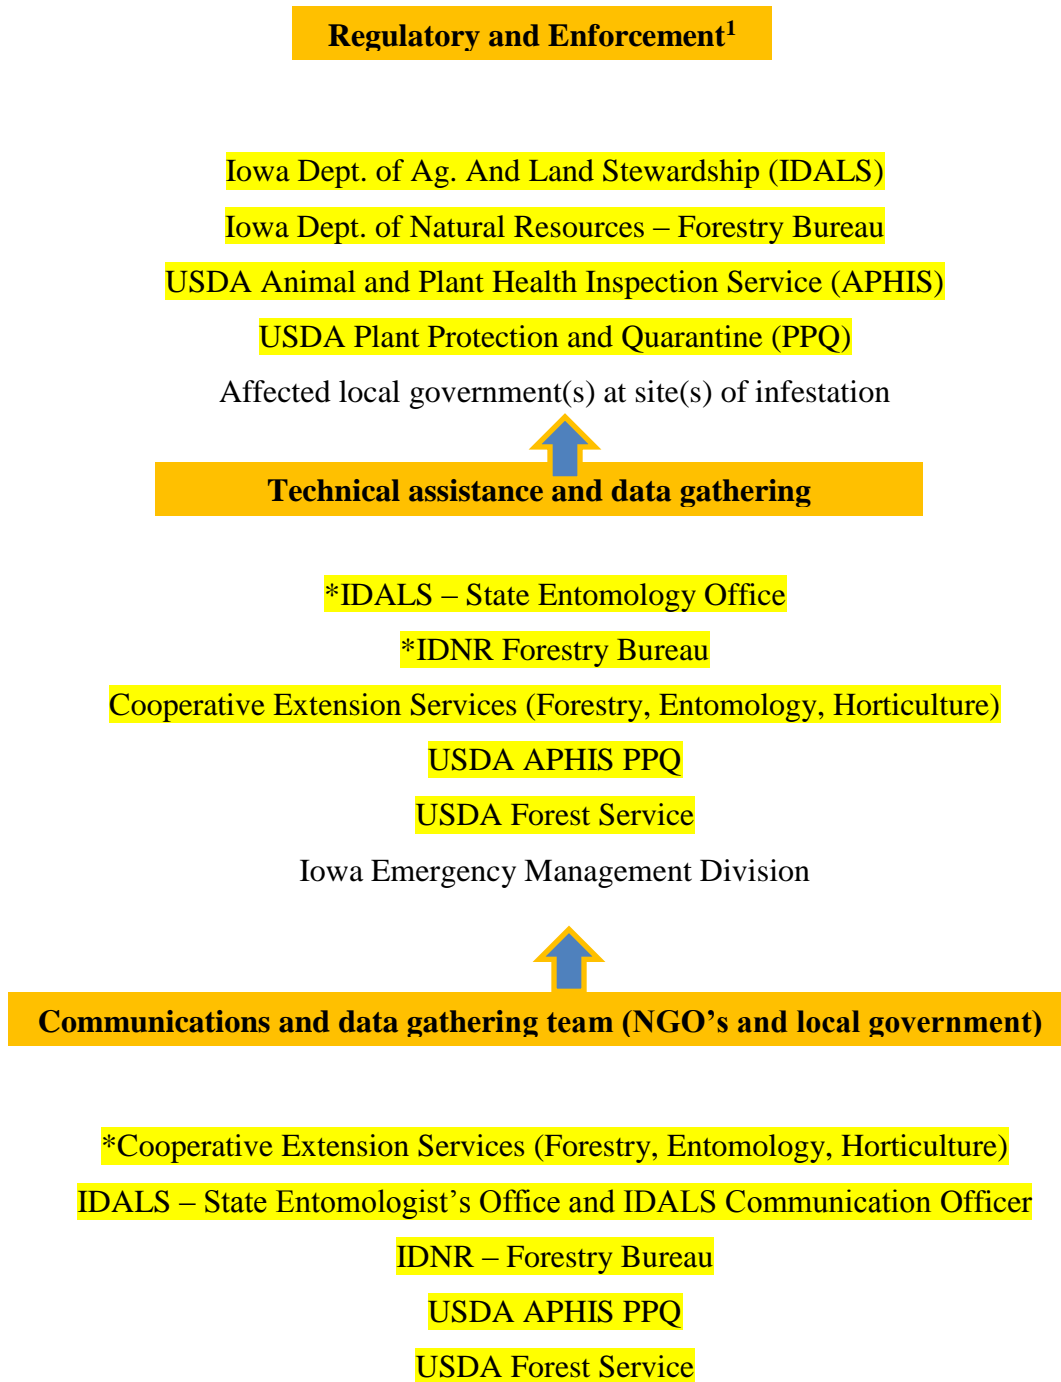 Regulatory and Enforcement¹
Iowa Dept. of Ag. And Land Stewardship (IDALS)
Iowa Dept. of Natural Resources – Forestry Bureau
USDA Animal and Plant Health Inspection Service (APHIS)
USDA Plant Protection and Quarantine (PPQ)
Affected local government(s) at site(s) of infestation
Technical assistance and data gathering
*IDALS – State Entomology Office
*IDNR Forestry Bureau
Cooperative Extension Services (Forestry, Entomology, Horticulture)
USDA APHIS PPQ
USDA Forest Service
Iowa Emergency Management Division
Communications and data gathering team (NGO’s and local government)
*Cooperative Extension Services (Forestry, Entomology, Horticulture)
IDALS – State Entomologist’s Office and IDALS Communication Officer
IDNR – Forestry Bureau
USDA APHIS PPQ
USDA Forest Service